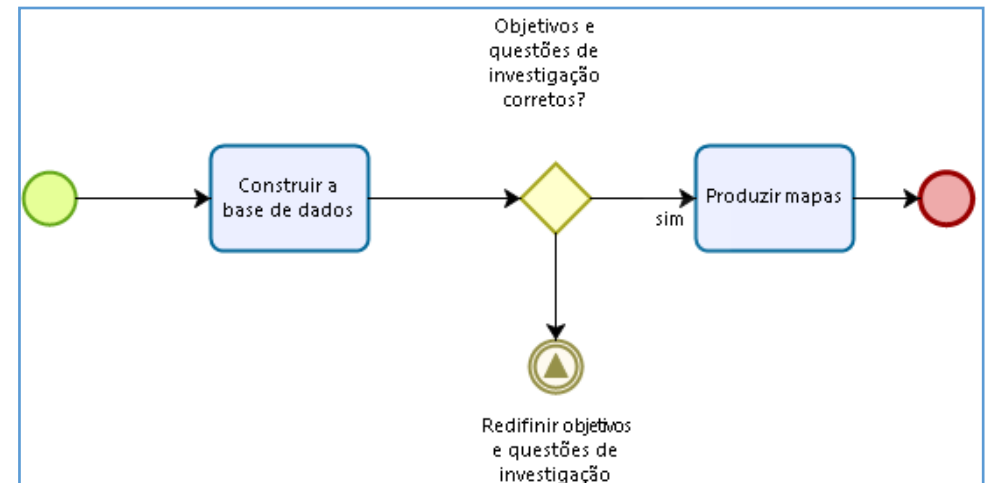 Objetivos e
questões de
investigação
corretos?
Construir a
base de dados
sim
Produzir mapas
Redifinir objetivos
e questões de
investigação